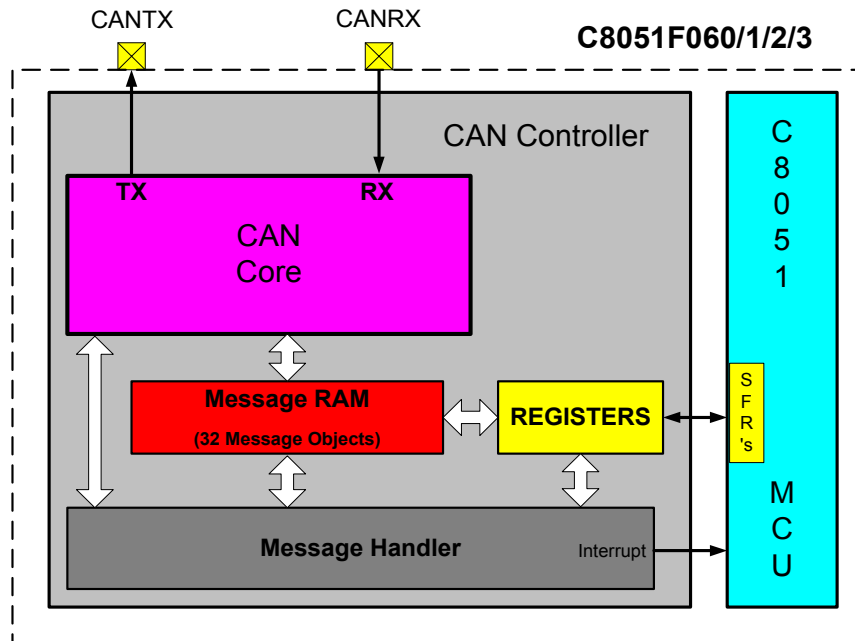 CANTX
CANRX
C8051F060/1/2/3
CAN Controller
TX
RX
CAN
Core
Message RAM
(32 Message Objects)
REGISTERS
Message Handler
Interrupt
C
8
0
5
1
S
F
R
's
M
C
U